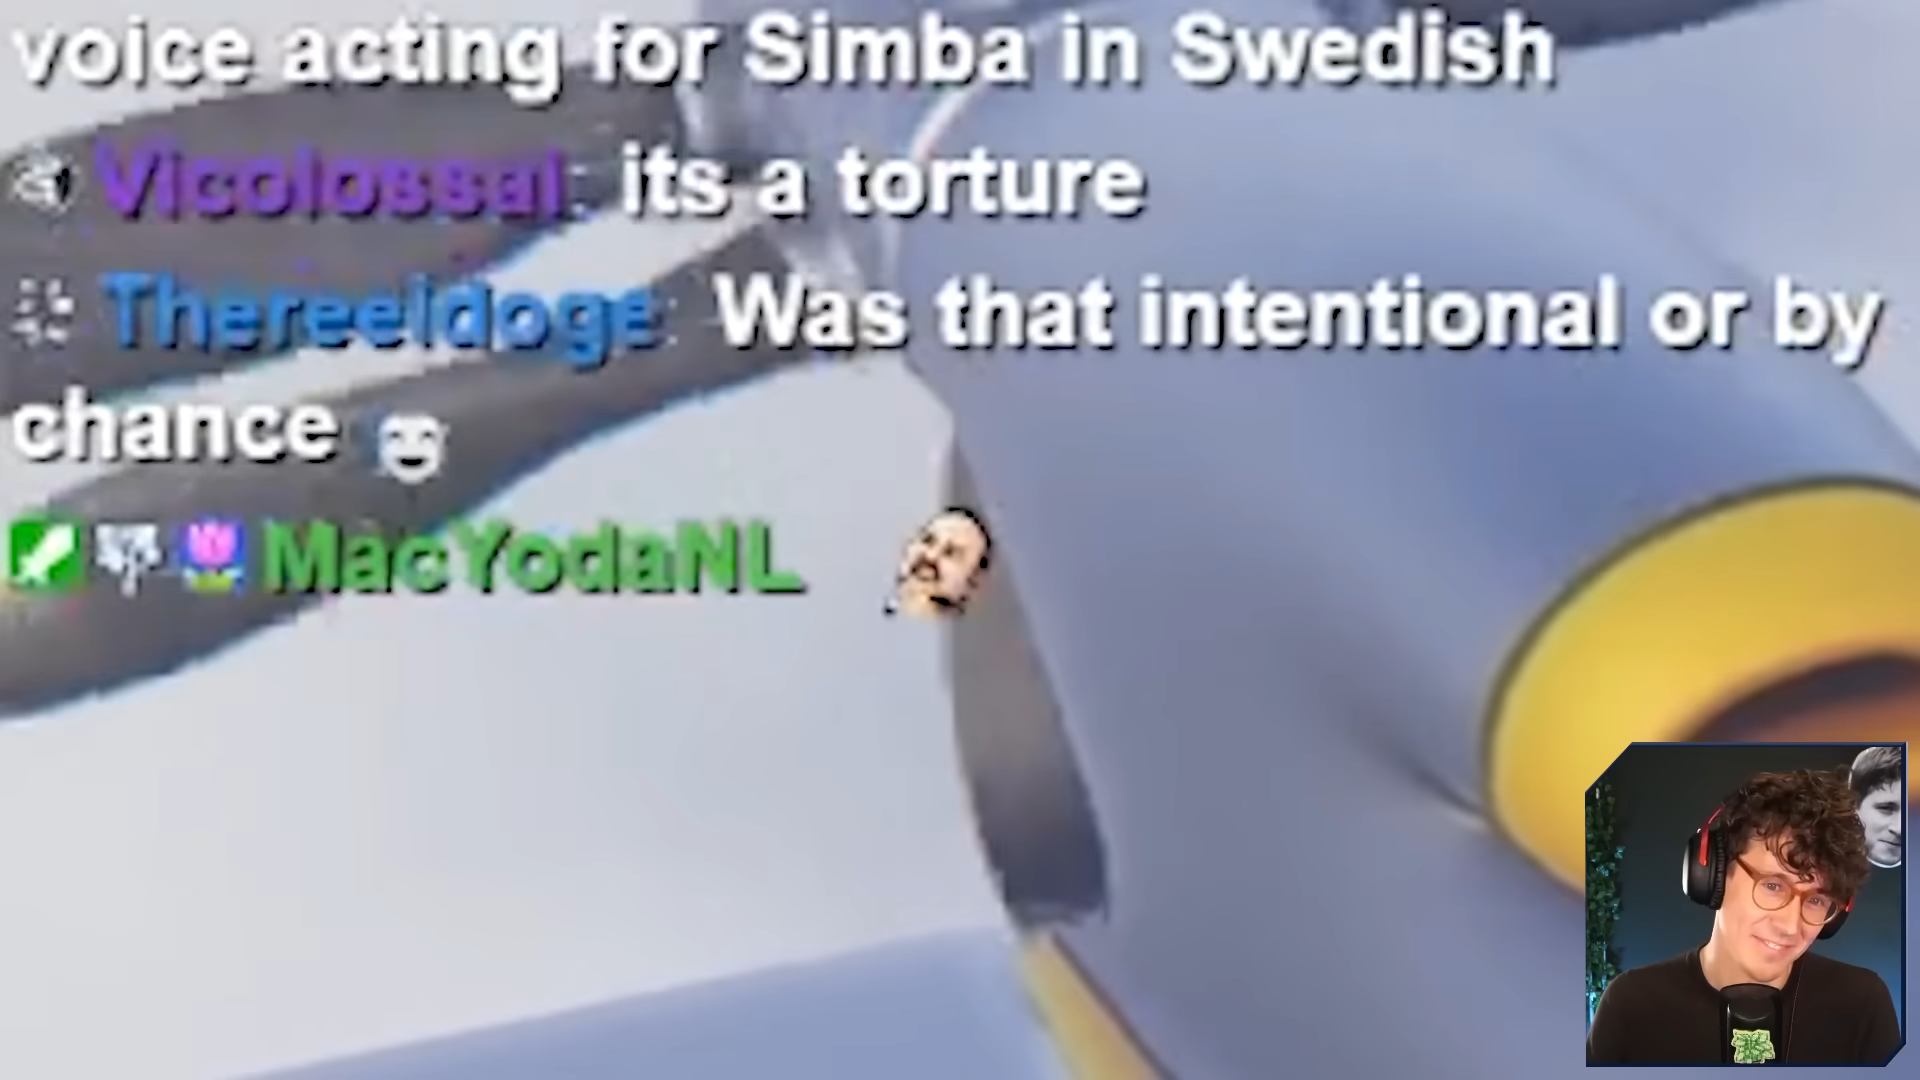 voice acting for Simba in Swedish
Vicolossal: its a torture
Thereeldoge: Was that intentional or by
chance
MacYodaNL